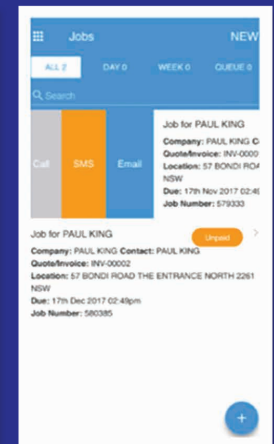 Jobs NEW
ALL 2 DAY 0 WEEK 0 QUEUE 0
Search
Call SMS Email
Job for PAUL KING
Company: PAUL KING
Quote/Invoice: INV-0000
Location: 57 BONDI
NSW
Due: 17th Nov 2017
Job Number: 579333
Job for PAUL KING
Unpaid
Company: PAUL KING Contact: PAUL KING
Quote/Invoice: INV-00002
Location: 57 BONDI ROAD THE ENTRANCE NORTH 2261
NSW
Due: 17th Dec 2017 02:49pm
Job Number: 580385
+